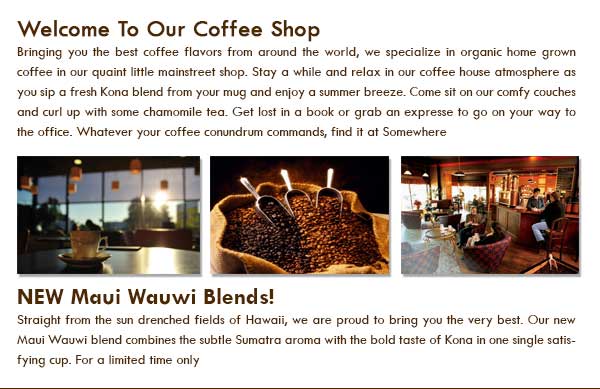 Welcome To Our Coffee Shop
Bringing you the best coffee flavors from around the world, we specialize in organic home grown
coffee in our quaint little mainstreet shop. Stay a while and relax in our coffee house atmosphere as
you sip a fresh Kona blend from your mug and enjoy a summer breeze. Come sit on our comfy couches
and curl up with some chamomile tea. Get lost in a book or grab an expresse to go on your way to
the office. Whatever your coffee conundrum commands, find it at Somewhere
NEW Maui Wauwi Blends!
Straight from the sun drenched fields of Hawaii, we are proud to bring you the very best. Our new
Maui Wauwi blend combines the subtle Sumatra aroma with the bold taste of Kona in one single satis-
fying cup. For a limited time only